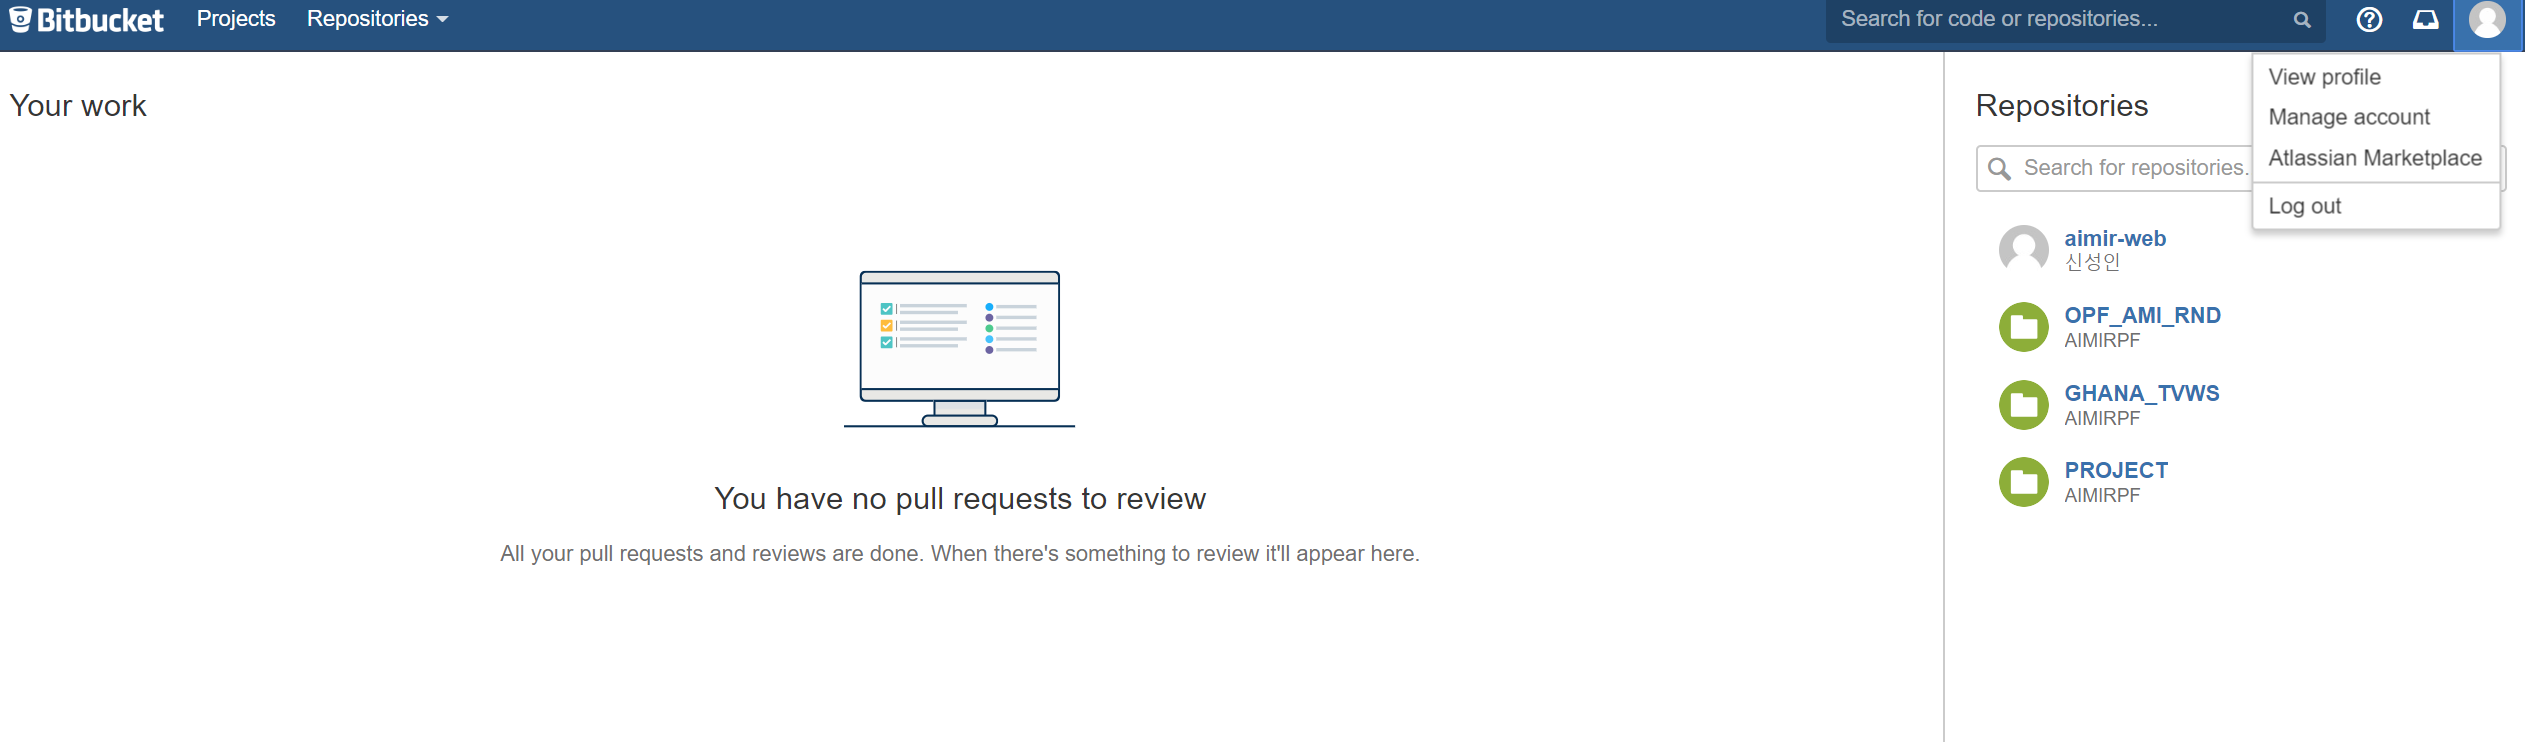 Bitbucket Projects Repositories Search for code or repositories...
Your work
You have no pull requests to review
All your pull requests and reviews are done. When there's something to review it'll appear here.
Repositories
Search for repositories.
aimir-web
신성인
OPF_AMI_RND
AIMIRPF
GHANA_TVWS
AIMIRPF
PROJECT
AIMIRPF
View profile
Manage account
Atlassian Marketplace
Log out